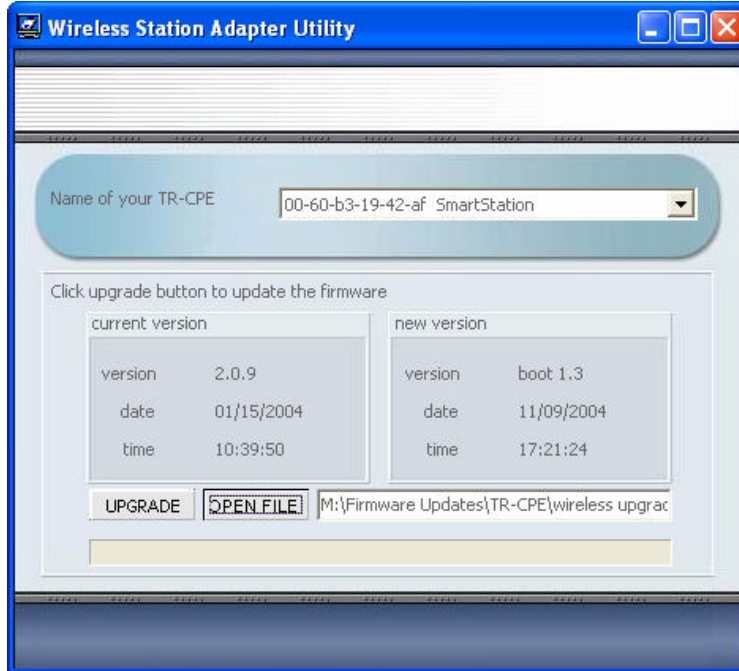 Wireless Station Adapter Utility
Name of your TR-CPE
00-60-b3-19-42-af SmartStation
Click upgrade button to update the firmware
current version
version 2.0.9
date 01/15/2004
time 10:39:50
new version
version boot 1.3
date 11/09/2004
time 17:21:24
UPGRADE
OPEN FILE
M:\Firmware Updates\TR-CPE\wireless upgrac